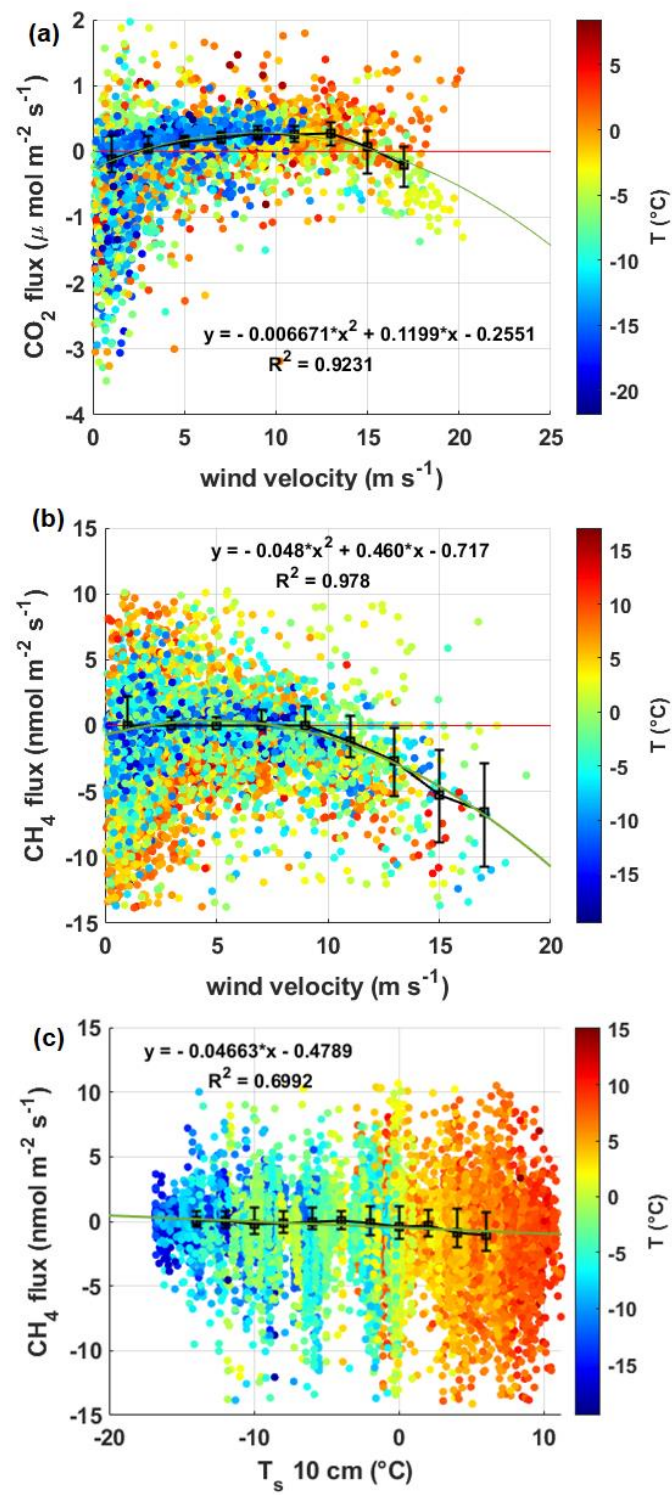 (a)
2
1
0
-1
-2
-3
-4
CO2 flux (μ mol m-2 s-1)
y = - 0.006671*x2 + 0.1199*x - 0.2551
R2 = 0.9231
0 5 10 15 20 25
wind velocity (m s-1)
5
0
-5
-10
-15
-20
T (°C)
(b)
15
10
5
0
-5
-10
-15
CH4 flux (nmol m-2 s-1)
y = - 0.048*x2 + 0.460*x - 0.717
R2 = 0.978
0 5 10 15 20
wind velocity (m s-1)
15
10
5
0
-5
-10
-15
T (°C)
(c)
15
10
5
0
-5
-10
-15
CH4 flux (nmol m-2 s-1)
y = - 0.04663*x - 0.4789
R2 = 0.6992
-20 -10 0 10
Ts 10 cm (°C)
15
10
5
0
-5
-10
-15
T (°C)